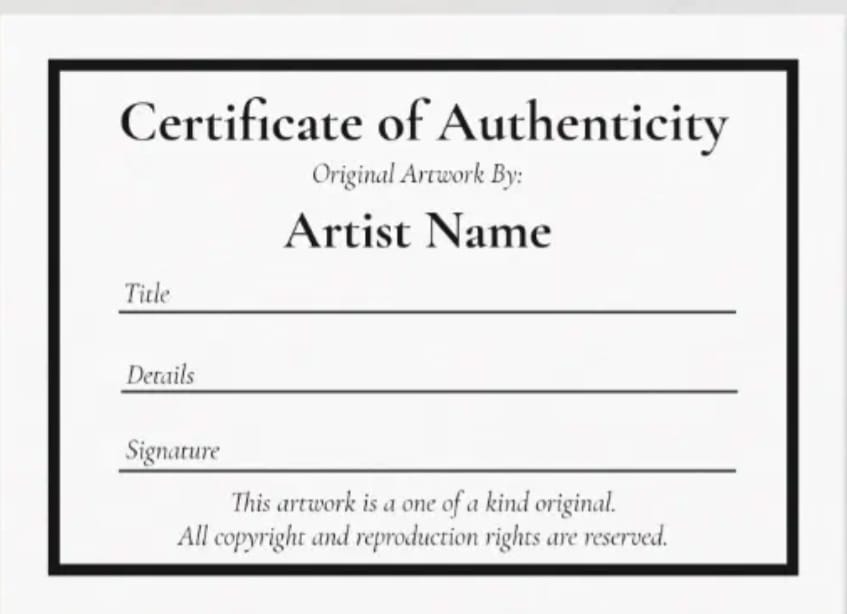 Certificate of Authenticity
Original Artwork By:
Artist Name
Title
Details
Signature
This artwork is a one of a kind original.
All copyright and reproduction rights are reserved.